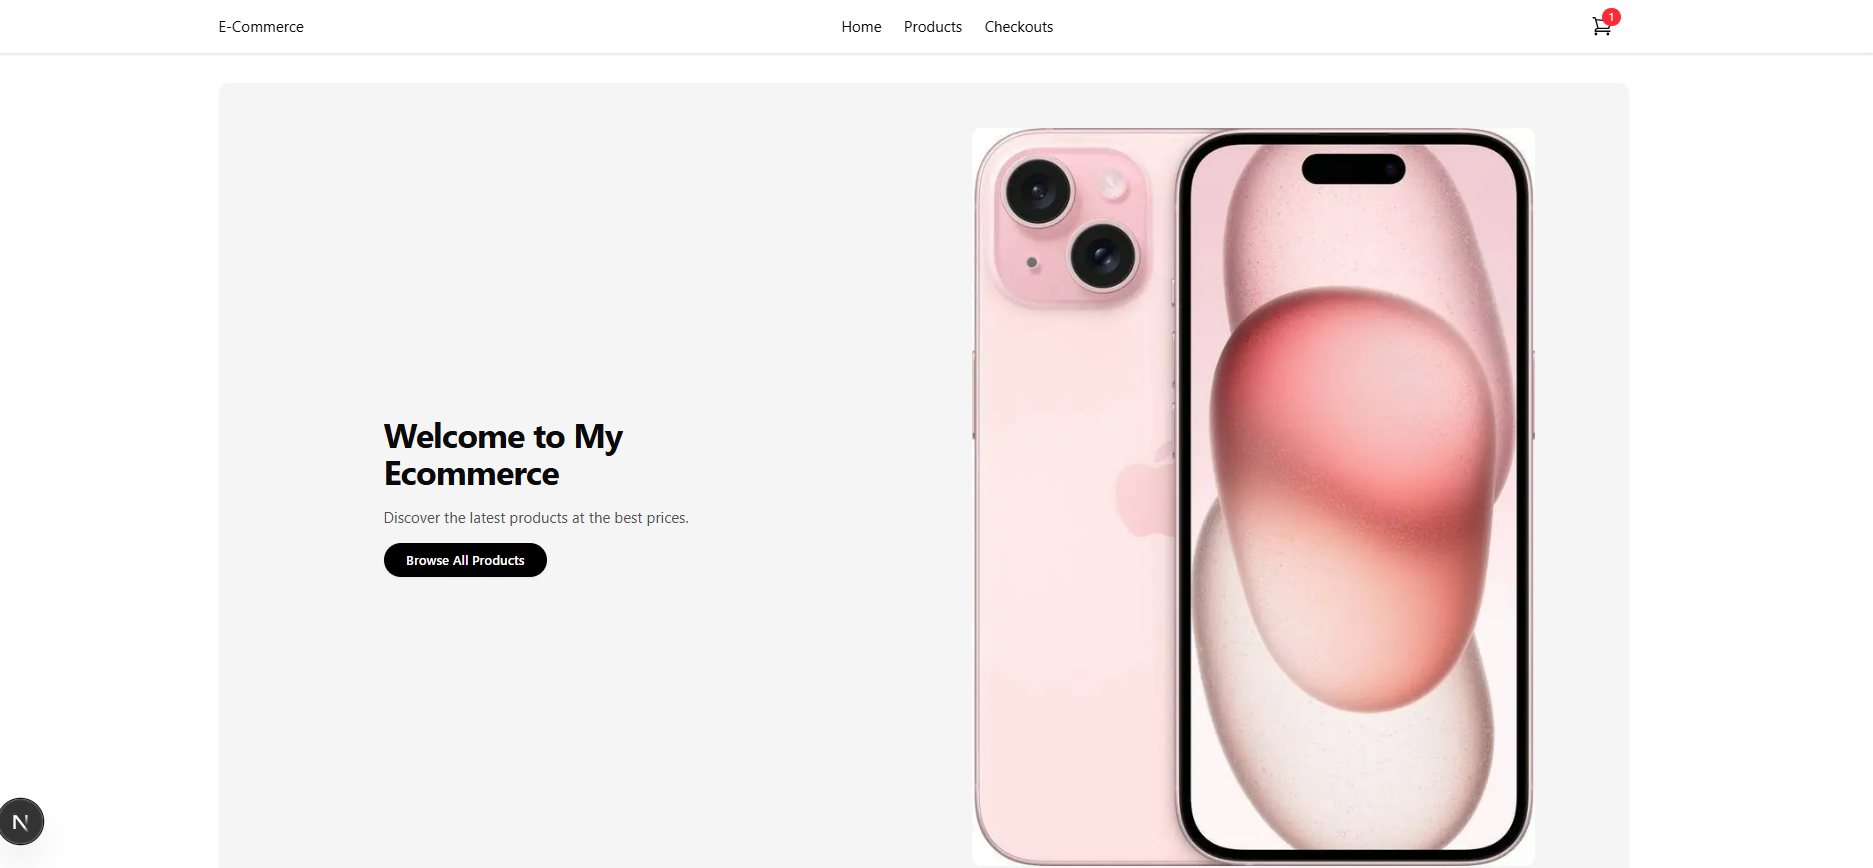 E-Commerce
Home
Products
Checkouts
1
Welcome to My
Ecommerce
Discover the latest products at the best prices.
Browse All Products
N